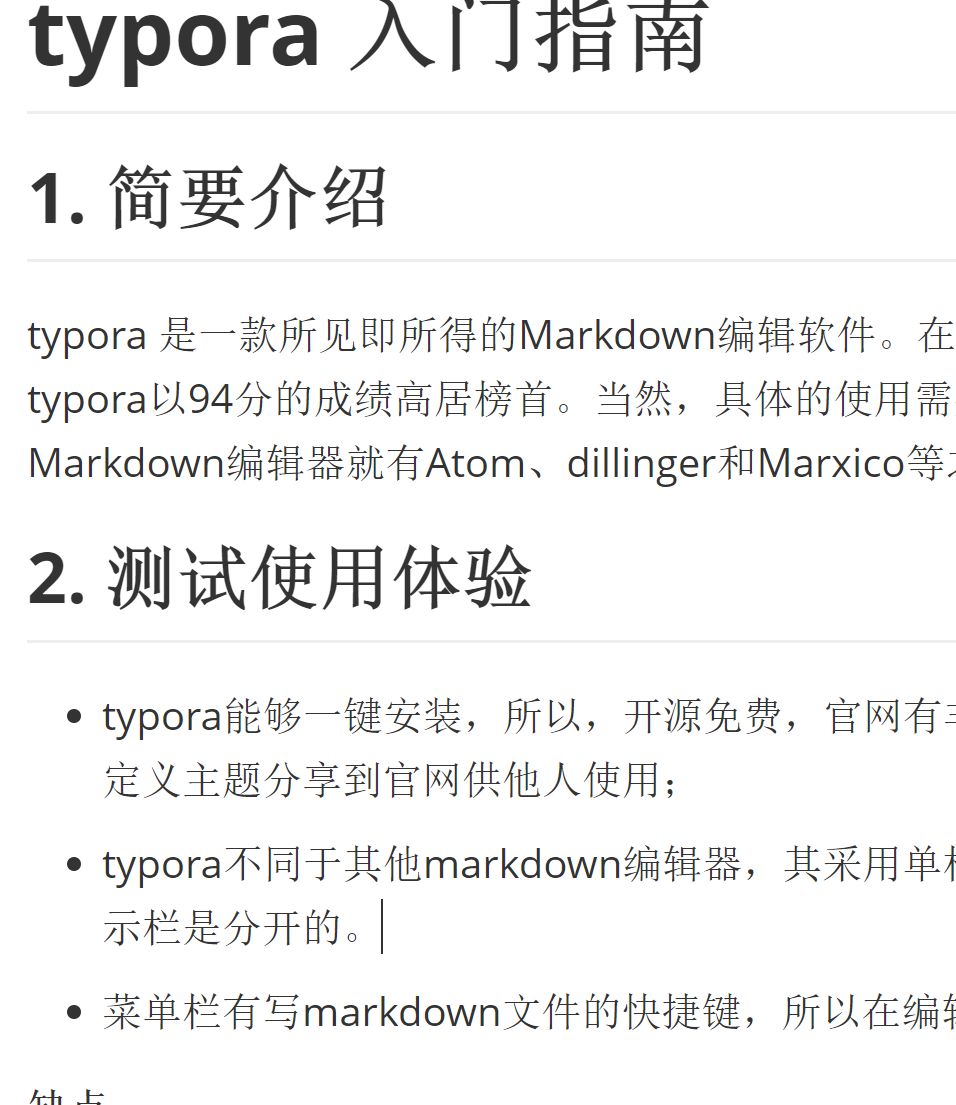 typora 入门指南
1. 简要介绍
typora 是一款所见即所得的Markdown编辑软件。在
typora以94分的成绩高居榜首。当然，具体的使用需
Markdown编辑器就有Atom、dillinger和Marxico等
2. 测试使用体验
• typora能够一键安装，所以，开源免费，官网有
定义主题分享到官网供他人使用；
• typora不同于其他markdown编辑器，其采用单
示栏是分开的。
• 菜单栏有写markdown文件的快捷键，所以在编
缺点